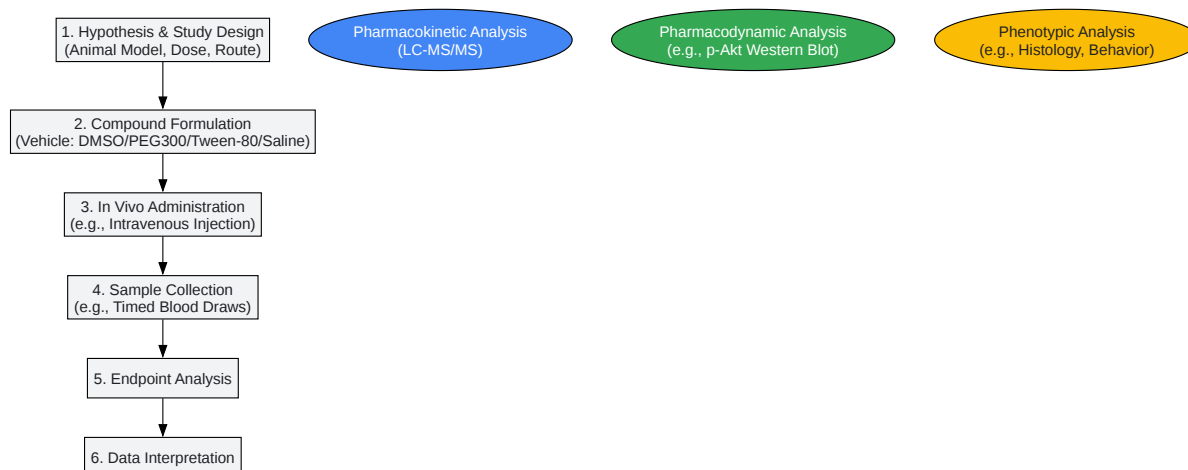 1. Hypothesis & Study Design
(Animal Model, Dose, Route)
Pharmacokinetic Analysis
(LC-MS/MS)
Pharmacodynamic Analysis
(e.g., p-Akt Western Blot)
Phenotypic Analysis
(e.g., Histology, Behavior)
2. Compound Formulation
(Vehicle: DMSO/PEG300/Tween-80/Saline)
3. In Vivo Administration
(e.g., Intravenous Injection)
4. Sample Collection
(e.g., Timed Blood Draws)
5. Endpoint Analysis
6. Data Interpretation